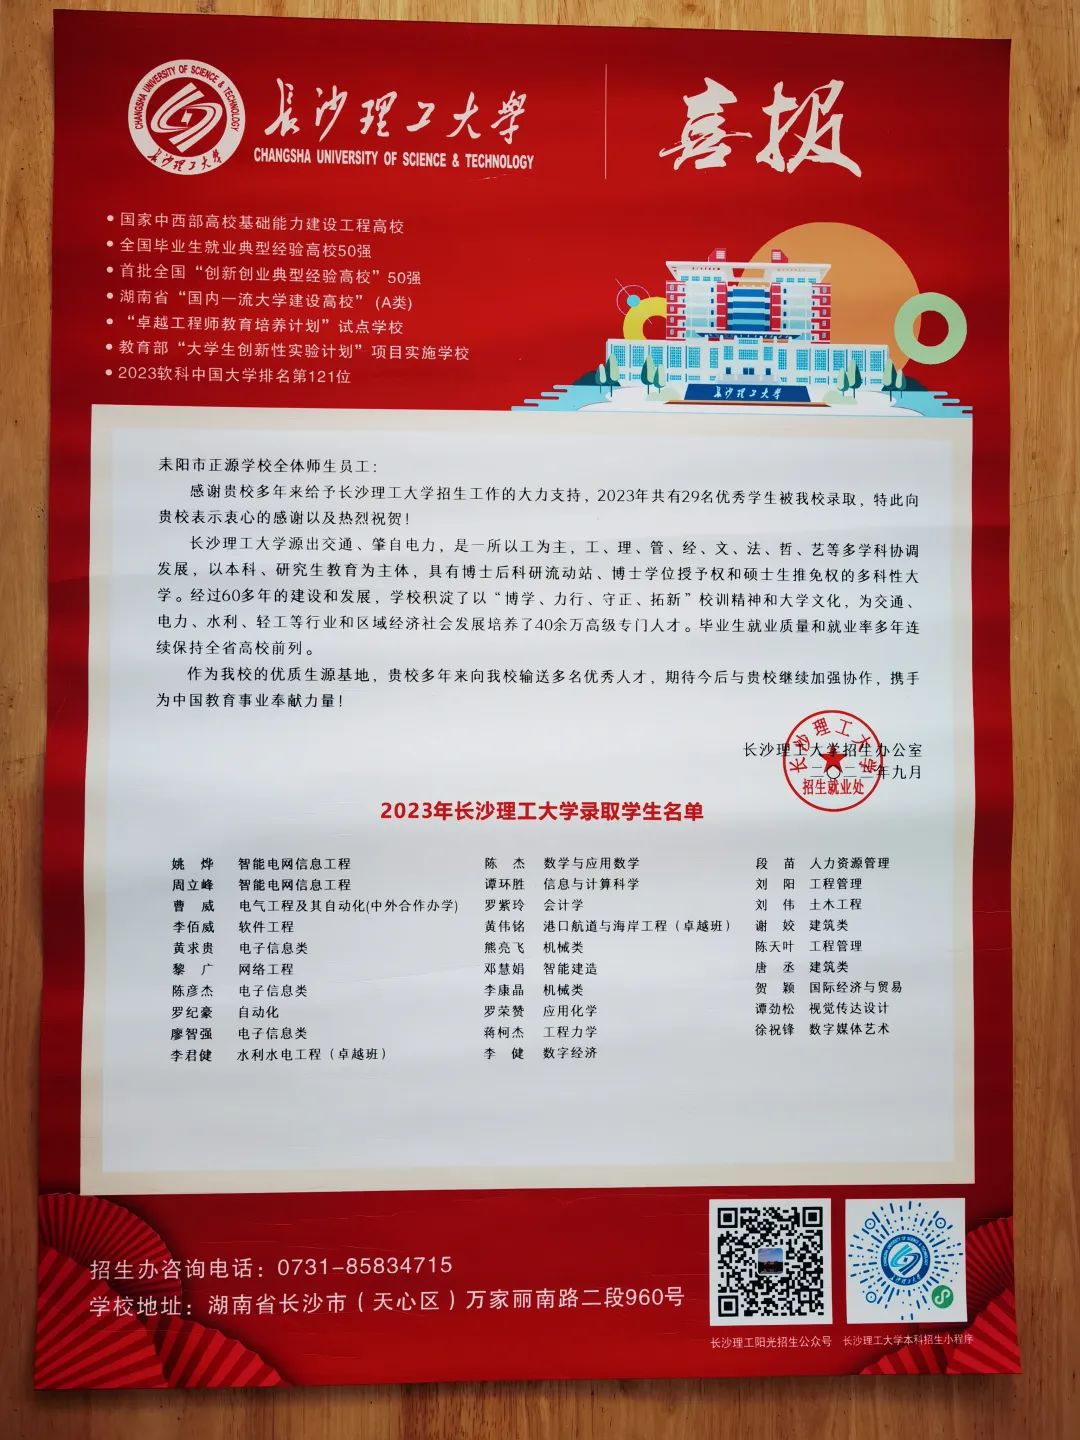 CHANGSHA UNIVERSITY OF SCIENCE & TECHNOLOGY
长沙理工大学
长沙理工大学
CHANGSHA UNIVERSITY OF SCIENCE & TECHNOLOGY
喜报
• 国家中西部高校基础能力建设工程高校
• 全国毕业生就业典型经验高校50强
• 首批全国“创新创业典型经验高校”50强
• 湖南省“国内一流大学建设高校”(A类)
• “卓越工程师教育培养计划”试点学校
• 教育部“大学生创新性实验计划”项目实施学校
• 2023软科中国大学排名第121位
长沙理工大学
耒阳市正源学校全体师生员工：
感谢贵校多年来给予长沙理工大学招生工作的大力支持，2023年共有29名优秀学生被我校录取，特此向
贵校表示衷心的感谢以及热烈祝贺！
长沙理工大学源出交通、肇自电力，是一所以工为主，工、理、管、经、文、法、哲、艺等多学科协调
发展，以本科、研究生教育为主体，具有博士后科研流动站、博士学位授予权和硕士生推免权的多科性大
学。经过60多年的建设和发展，学校积淀了以“博学、力行、守正、拓新”校训精神和大学文化，为交通、
电力、水利、轻工等行业和区域经济社会发展培养了40余万高级专门人才。毕业生就业质量和就业率多年连
续保持全省高校前列。
作为我校的优质生源基地，贵校多年来向我校输送多名优秀人才，期待今后与贵校继续加强协作，携手
为中国教育事业奉献力量！
长沙理工大学招生办公室
二〇二三年九月
长沙理工大学
招生就业处
2023年长沙理工大学录取学生名单
姚 烨 智能电网信息工程
周立峰 智能电网信息工程
曹 威 电气工程及其自动化(中外合作办学)
李佰威 软件工程
黄求贵 电子信息类
黎 广 网络工程
陈彦杰 电子信息类
罗纪豪 自动化
廖智强 电子信息类
李君健 水利水电工程（卓越班）
陈 杰 数学与应用数学
谭环胜 信息与计算科学
罗紫玲 会计学
黄伟铭 港口航道与海岸工程（卓越班）
熊亮飞 机械类
邓慧娟 智能建造
李康晶 机械类
罗荣赞 应用化学
蒋柯杰 工程力学
李 健 数字经济
段 苗 人力资源管理
刘 阳 工程管理
刘 伟 土木工程
谢 姣 建筑类
陈天叶 工程管理
唐 丞 建筑类
贺 颖 国际经济与贸易
谭劲松 视觉传达设计
徐祝锋 数字媒体艺术
招生办咨询电话：0731-85834715
学校地址：湖南省长沙市（天心区）万家丽南路二段960号
长沙理工阳光招生公众号
长沙理工大学本科招生小程序